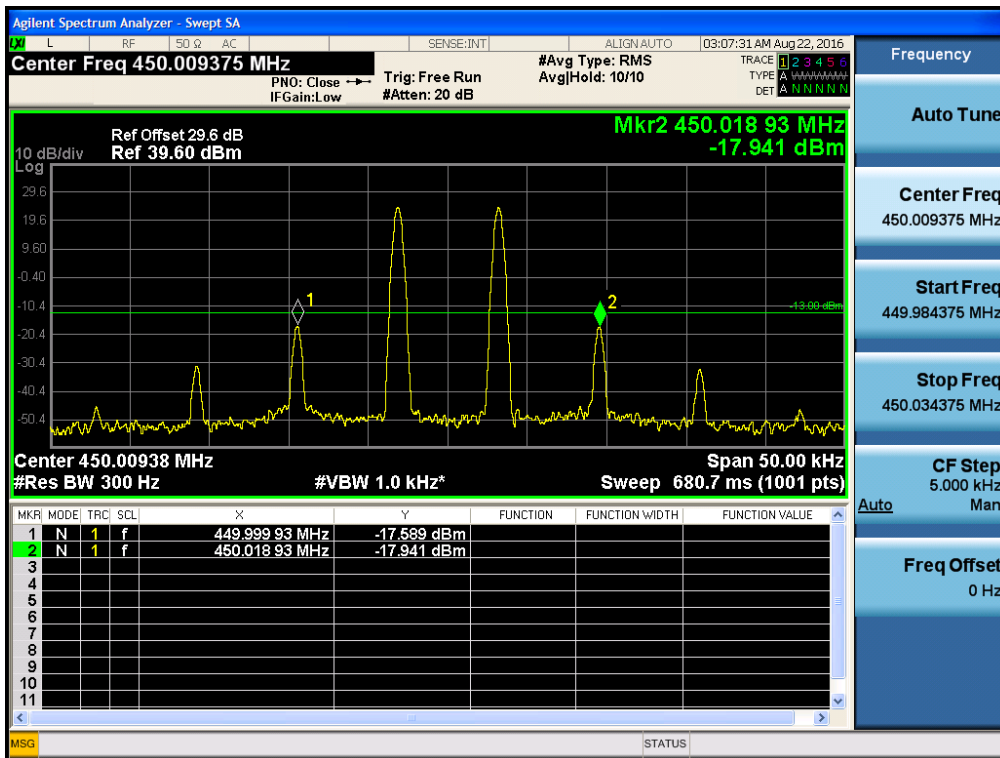 Agilent Spectrum Analyzer - Swept SA
LXI L RF 50 Ω AC SENSE:INT ALIGN AUTO 03:07:31 AM Aug 22, 2016
Center Freq 450.009375 MHz
PNO: Close
IFGain:Low
Trig: Free Run
#Atten: 20 dB
#Avg Type: RMS
Avg|Hold: 10/10
TRACE 1 2 3 4 5 6
TYPE A WWWWW
DET A N N N N N
Ref Offset 29.6 dB
Ref 39.60 dBm
10 dB/div
Log
Mkr2 450.018 93 MHz
-17.941 dBm
29.6
19.6
9.60
-0.40
-10.4
-20.4
-30.4
-40.4
-50.4
1
2
-13.00 dBm
Center 450.00938 MHz
Span 50.00 kHz
#Res BW 300 Hz
#VBW 1.0 kHz*
Sweep 680.7 ms (1001 pts)
MKR MODE TRC SCL X Y FUNCTION FUNCTION WIDTH FUNCTION VALUE
1 N 1 f 449.999 93 MHz -17.589 dBm
2 N 1 f 450.018 93 MHz -17.941 dBm
3
4
5
6
7
8
9
10
11
MSG
STATUS
Frequency
Auto Tune
Center Freq
450.009375 MHz
Start Freq
449.984375 MHz
Stop Freq
450.034375 MHz
CF Step
5.000 kHz
Auto Man
Freq Offset
0 Hz